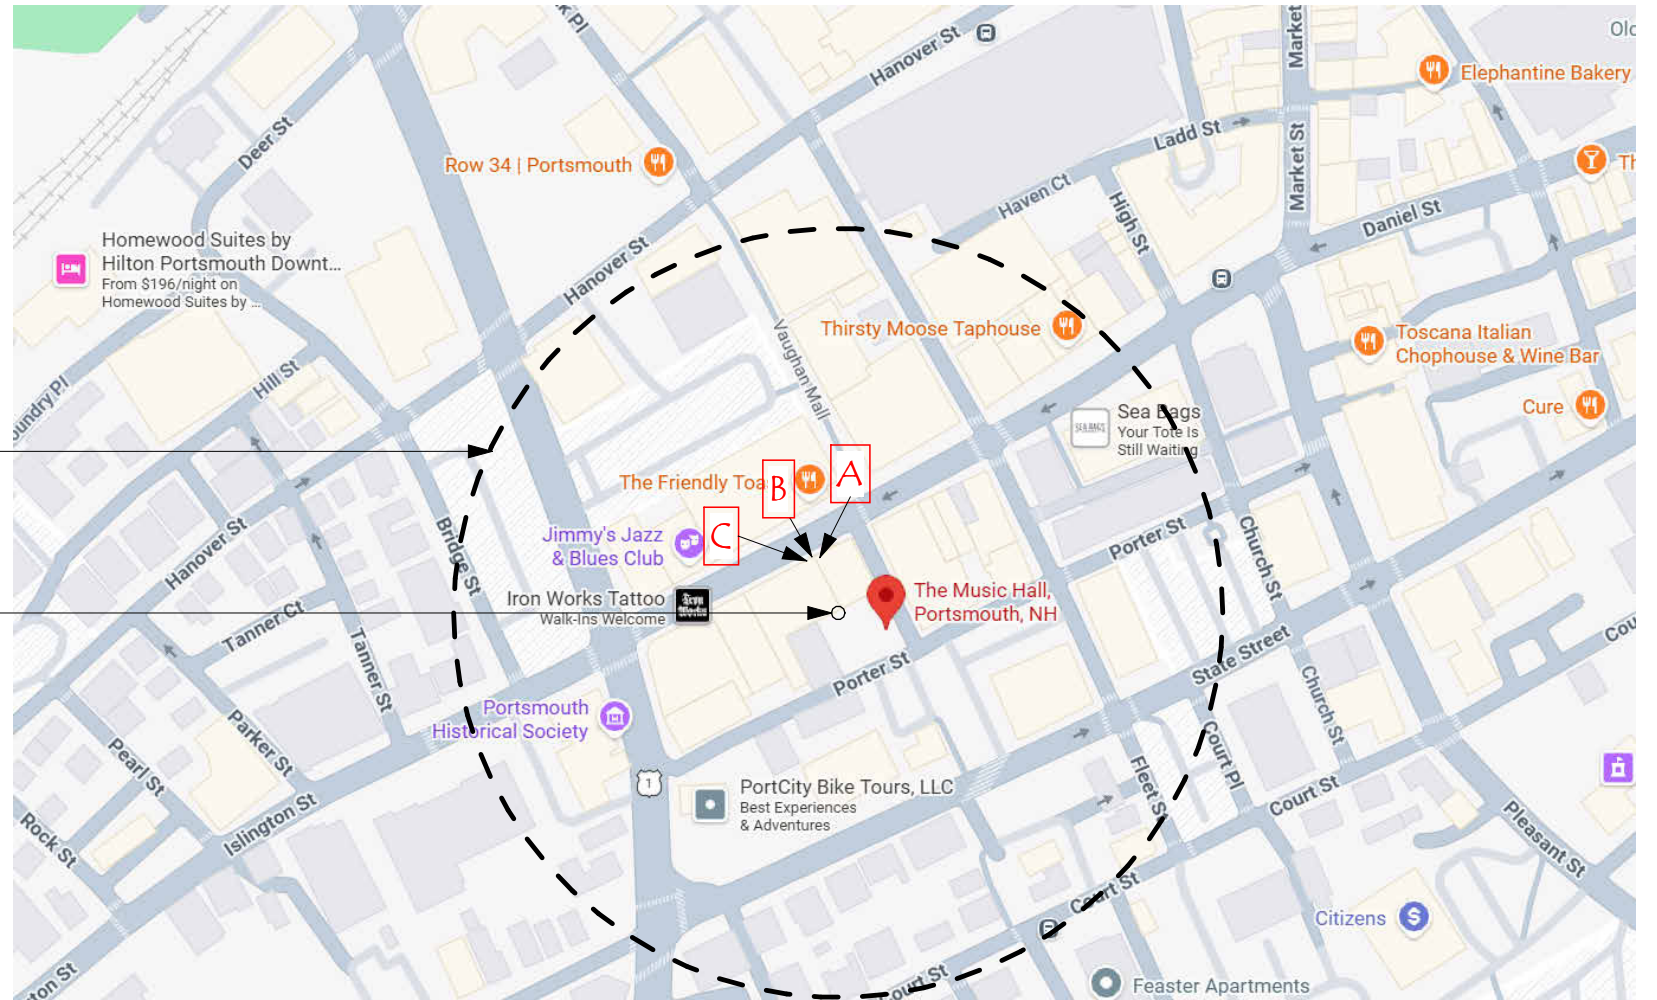 Hanover St
Market
Elephantine Bakery
Deer St
Ladd St
Row 34 | Portsmouth
Market St
Haven Ct
High St
Daniel St
Homewood Suites by
Hilton Portsmouth Downt...
From $196/night on
Homewood Suites by ...
Hanover St
Thirsty Moose Taphouse
Toscana Italian
Chophouse & Wine Bar
Vaughan Mall
Hill St
Sea Bags
Your Tote Is
Still Waiting
SEA BAGS
Cure
The Friendly Toa
B
A
C
Jimmy's Jazz
& Blues Club
Hanover St
Bridge St
Porter St
Church St
Iron Works Tattoo
Walk-Ins Welcome
Iron
Works
The Music Hall,
Portsmouth, NH
Tanner Ct
Tanner St
Porter St
State Street
Portsmouth
Historical Society
Church St
Parker St
Pearl St
Court Pl
1
PortCity Bike Tours, LLC
Best Experiences
& Adventures
Fleet St
Court St
Pleasant St
Rock St
Islington St
Court St
Citizens
$
Feaster Apartments